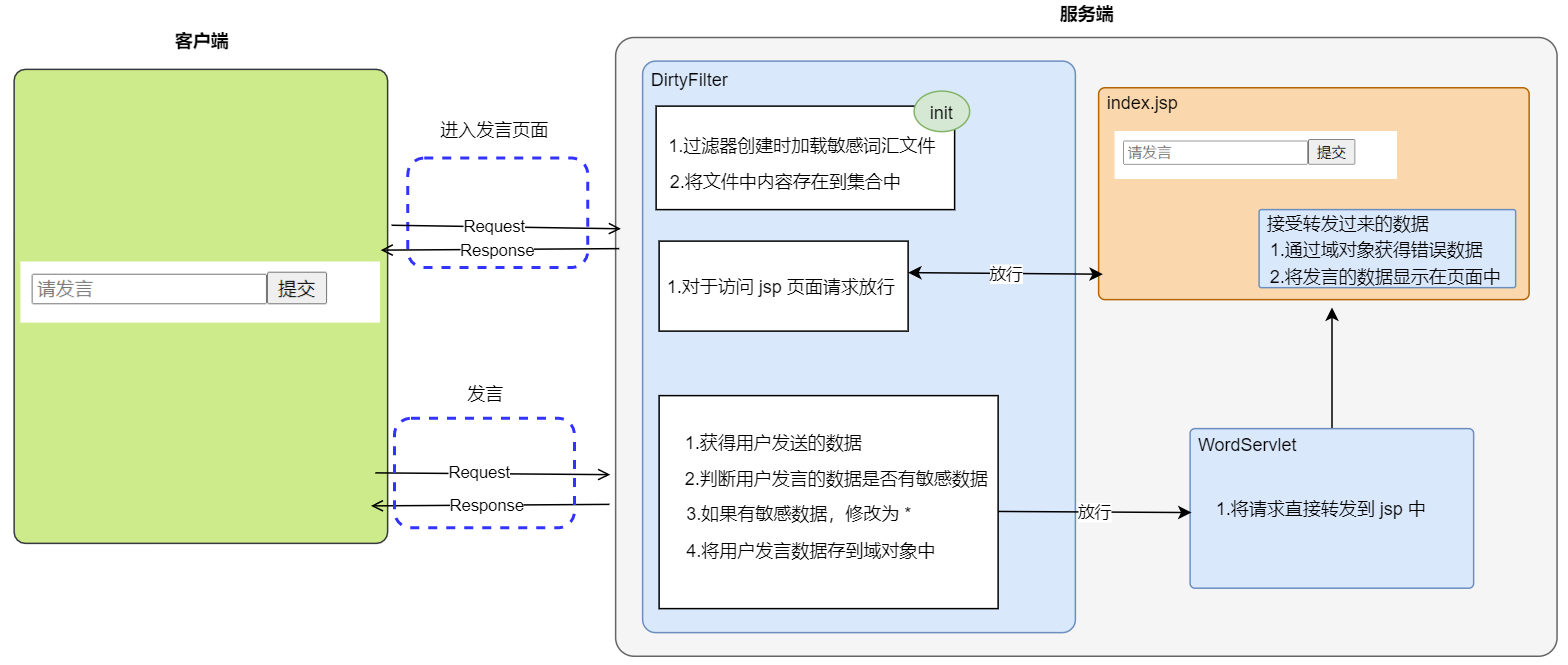 服务端
客户端
DirtyFilter
init
1.过滤器创建时加载敏感词汇文件
2.将文件中内容存在到集合中
index.jsp
请发言
提交
进入发言页面
Request
Response
接受转发过来的数据
1.通过域对象获得错误数据
2.将发言的数据显示在页面中
1.对于访问 jsp 页面请求放行
放行
请发言
提交
发言
Request
Response
1.获得用户发送的数据
2.判断用户发言的数据是否有敏感数据
3.如果有敏感数据，修改为 *
4.将用户发言数据存到域对象中
放行
WordServlet
1.将请求直接转发到 jsp 中